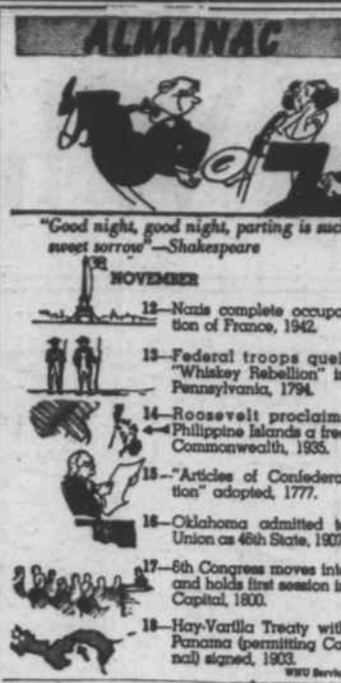 ALMANAC
"Good night, good night, parting is suc
sweet sorrow"—Shakespeare
NOVEMBER
12—Nazis complete occupa
tion of France, 1942.
13—Federal troops quel
"Whiskey Rebellion" i
Pennsylvania, 1794.
14—Roosevelt proclaim
Philippine Islands a free
Commonwealth, 1935.
15—"Articles of Confedera
tion" adopted, 1777.
16—Oklahoma admitted t
Union as 46th State, 1907
17—6th Congress moves into
and holds first session i
Capital, 1800.
18—Hay-Varilla Treaty with
Panama (permitting Ca
nal) signed, 1903.
WNU Servic